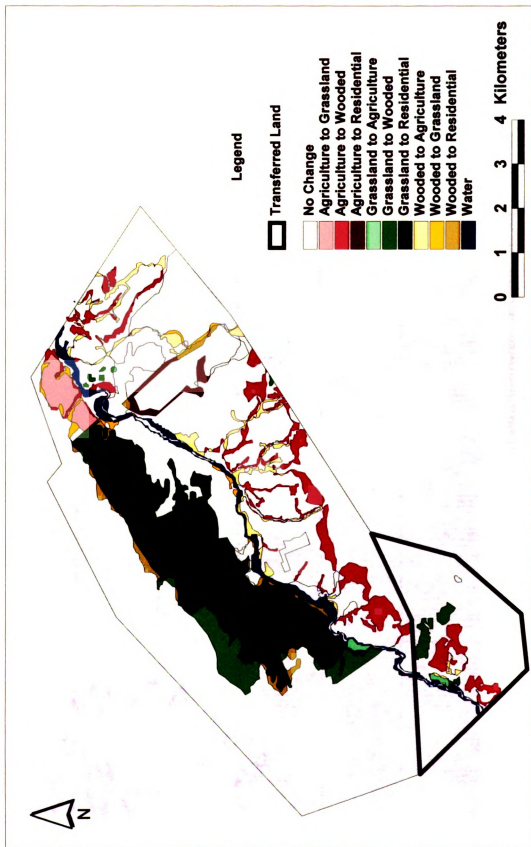 N
Legend
Transferred Land
No Change
Agriculture to Grassland
Agriculture to Wooded
Agriculture to Residential
Grassland to Agriculture
Grassland to Wooded
Grassland to Residential
Wooded to Agriculture
Wooded to Grassland
Wooded to Residential
Water
0 1 2 3 4 Kilometers